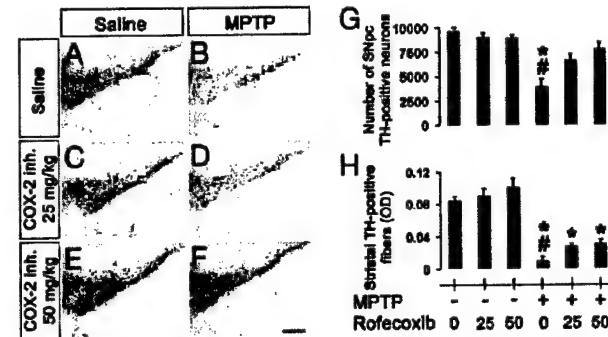 Saline
MPTP
Saline
COX-2 inh.
25 mg/kg
COX-2 inh.
50 mg/kg
A
B
C
D
E
F
G
Number of SNpc
TH-positive neurons
10000
7500
5000
2500
0
*
#
H
Striatal TH-positive
fibers (OD)
0.12
0.08
0.04
0
*
#
*
*
MPTP - - - + + +
Rofecoxib 0 25 50 0 25 50